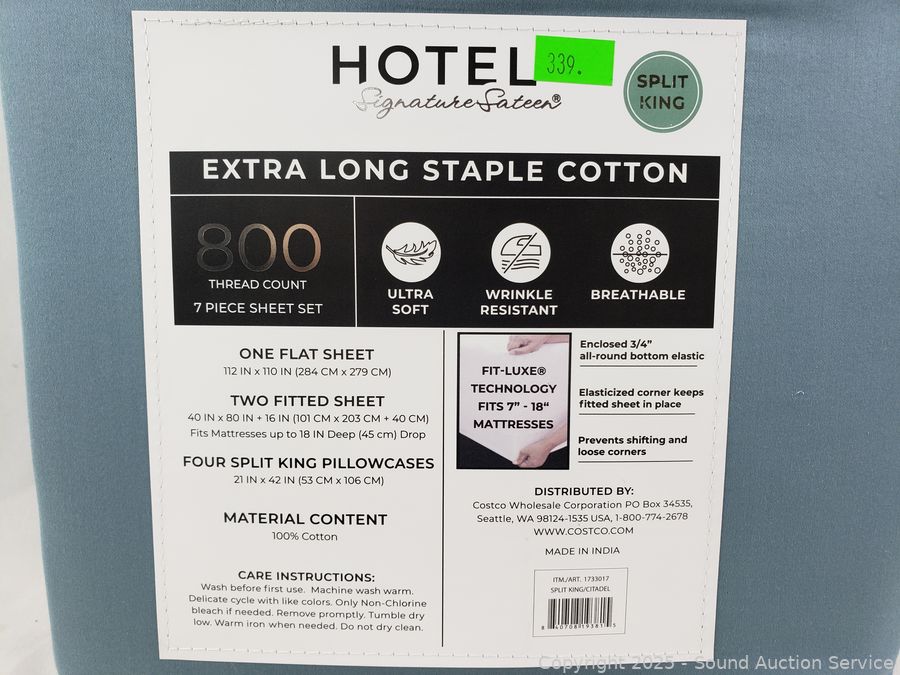 HOTEL
339.
Signature Sateen®
SPLIT
KING
EXTRA LONG STAPLE COTTON
800
THREAD COUNT
7 PIECE SHEET SET
ULTRA
SOFT
WRINKLE
RESISTANT
BREATHABLE
ONE FLAT SHEET
112 IN x 110 IN (284 CM x 279 CM)
TWO FITTED SHEET
40 IN x 80 IN + 16 IN (101 CM x 203 CM + 40 CM)
Fits Mattresses up to 18 IN Deep (45 cm) Drop
FOUR SPLIT KING PILLOWCASES
21 IN x 42 IN (53 CM x 106 CM)
MATERIAL CONTENT
100% Cotton
CARE INSTRUCTIONS:
Wash before first use. Machine wash warm.
Delicate cycle with like colors. Only Non-Chlorine
bleach if needed. Remove promptly. Tumble dry
low. Warm iron when needed. Do not dry clean.
FIT-LUXE®
TECHNOLOGY
FITS 7" - 18"
MATTRESSES
Enclosed 3/4"
all-round bottom elastic
Elasticized corner keeps
fitted sheet in place
Prevents shifting and
loose corners
DISTRIBUTED BY:
Costco Wholesale Corporation PO Box 34535,
Seattle, WA 98124-1535 USA, 1-800-774-2678
WWW.COSTCO.COM
MADE IN INDIA
ITM./ART. 1733017
SPLIT KING/CITADEL
8 40708 19381 5
Copyright 2025 - Sound Auction Service